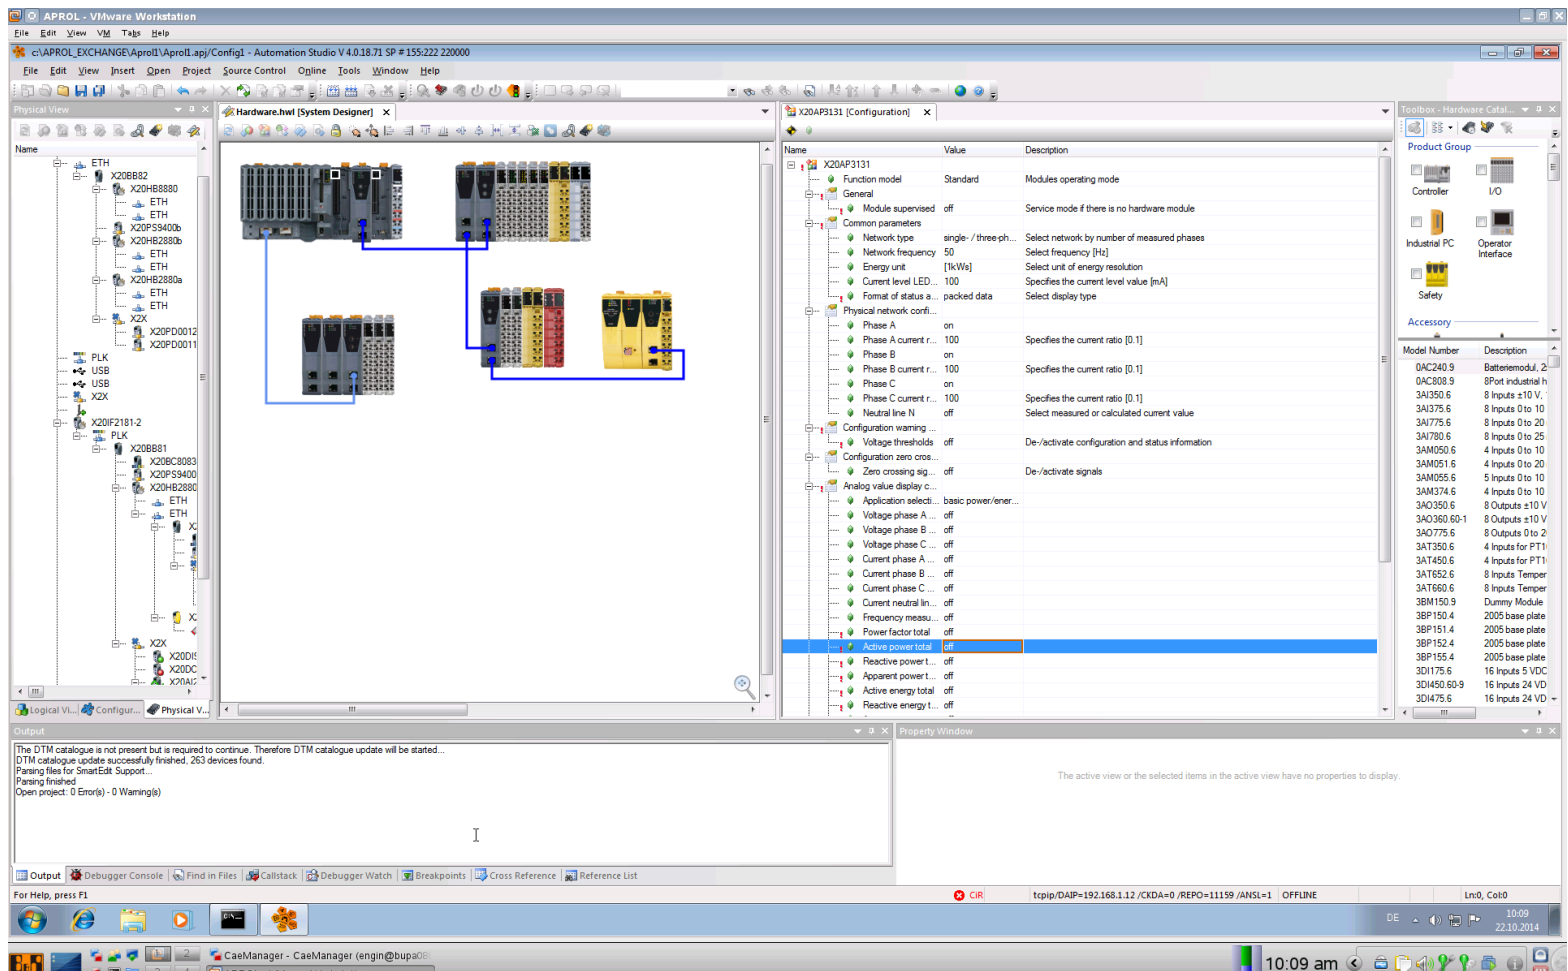 APROL - VMware Workstation
File Edit View VM Tabs Help
c:\APROL_EXCHANGE\Aprol1\Aprol1.apj/Config1 - Automation Studio V 4.0.18.71 SP # 155:222 220000
File Edit View Insert Open Project Source Control Online Tools Window Help
Physical View
Name
ETH
X20BB82
X20HB8880
ETH
ETH
X20PS9400b
X20HB2880b
ETH
ETH
X20HB2880a
ETH
ETH
X2X
X20PD0012
X20PD0011
PLK
USB
USB
X2X
X20IF2181-2
PLK
X20BB81
X20BC8083
X20PS9400
X20HB2880
ETH
ETH
X2X
X20DI
X20DC
X20AI2
Logical Vi... Configur... Physical V...
Hardware.hwl [System Designer]
X20AP3131 [Configuration]
Name Value Description
X20AP3131
Function model Standard Modules operating mode
General
Module supervised off Service mode if there is no hardware module
Common parameters
Network type single- / three-ph... Select network by number of measured phases
Network frequency 50 Select frequency [Hz]
Energy unit [1kWs] Select unit of energy resolution
Current level LED... 100 Specifies the current level value [mA]
Format of status a... packed data Select display type
Physical network confi...
Phase A on
Phase A current r... 100 Specifies the current ratio [0.1]
Phase B on
Phase B current r... 100 Specifies the current ratio [0.1]
Phase C on
Phase C current r... 100 Specifies the current ratio [0.1]
Neutral line N off Select measured or calculated current value
Configuration warning ...
Voltage thresholds off De-/activate configuration and status information
Configuration zero cros...
Zero crossing sig... off De-/activate signals
Analog value display c...
Application selecti... basic power/ener...
Voltage phase A ... off
Voltage phase B ... off
Voltage phase C ... off
Current phase A ... off
Current phase B ... off
Current phase C ... off
Current neutral lin... off
Frequency measu... off
Power factor total off
Active power total off
Reactive power t... off
Apparent power t... off
Active energy total off
Reactive energy t... off
Toolbox - Hardware Catal...
Product Group
Controller I/O
Industrial PC Operator Interface
Safety
Accessory
Model Number Description
0AC240.9 Batteriemodul, 2
0AC808.9 8Port industrial h
3AI350.6 8 Inputs ±10 V,
3AI375.6 8 Inputs 0 to 10
3AI775.6 8 Inputs 0 to 20
3AI780.6 8 Inputs 0 to 25
3AM050.6 4 Inputs 0 to 10
3AM051.6 4 Inputs 0 to 20
3AM055.6 5 Inputs 0 to 10
3AM374.6 4 Inputs 0 to 10
3AO350.6 8 Outputs ±10 V
3AO360.60-1 8 Outputs ±10 V
3AO775.6 8 Outputs 0 to 2
3AT350.6 4 Inputs for PT1
3AT450.6 4 Inputs for PT1
3AT652.6 8 Inputs Temper
3AT660.6 8 Inputs Temper
3BM150.9 Dummy Module
3BP150.4 2005 base plate
3BP151.4 2005 base plate
3BP152.4 2005 base plate
3BP155.4 2005 base plate
3DI175.6 16 Inputs 5 VDC
3DI450.60-9 16 Inputs 24 VD
3DI475.6 16 Inputs 24 VD
Output
The DTM catalogue is not present but is required to continue. Therefore DTM catalogue update will be started...
DTM catalogue update successfully finished, 263 devices found.
Parsing files for SmartEdit Support...
Parsing finished
Open project: 0 Error(s) - 0 Warning(s)
Property Window
The active view or the selected items in the active view have no properties to display.
Output Debugger Console Find in Files Callstack Debugger Watch Breakpoints Cross Reference Reference List
For Help, press F1
CiR tcpip/DAIP=192.168.1.12 /CKDA=0 /REPO=11159 /ANSL=1 OFFLINE Ln:0, Col:0
DE 10:09
22.10.2014
2 CaeManager - CaeManager (engin@bupa08
10:09 am